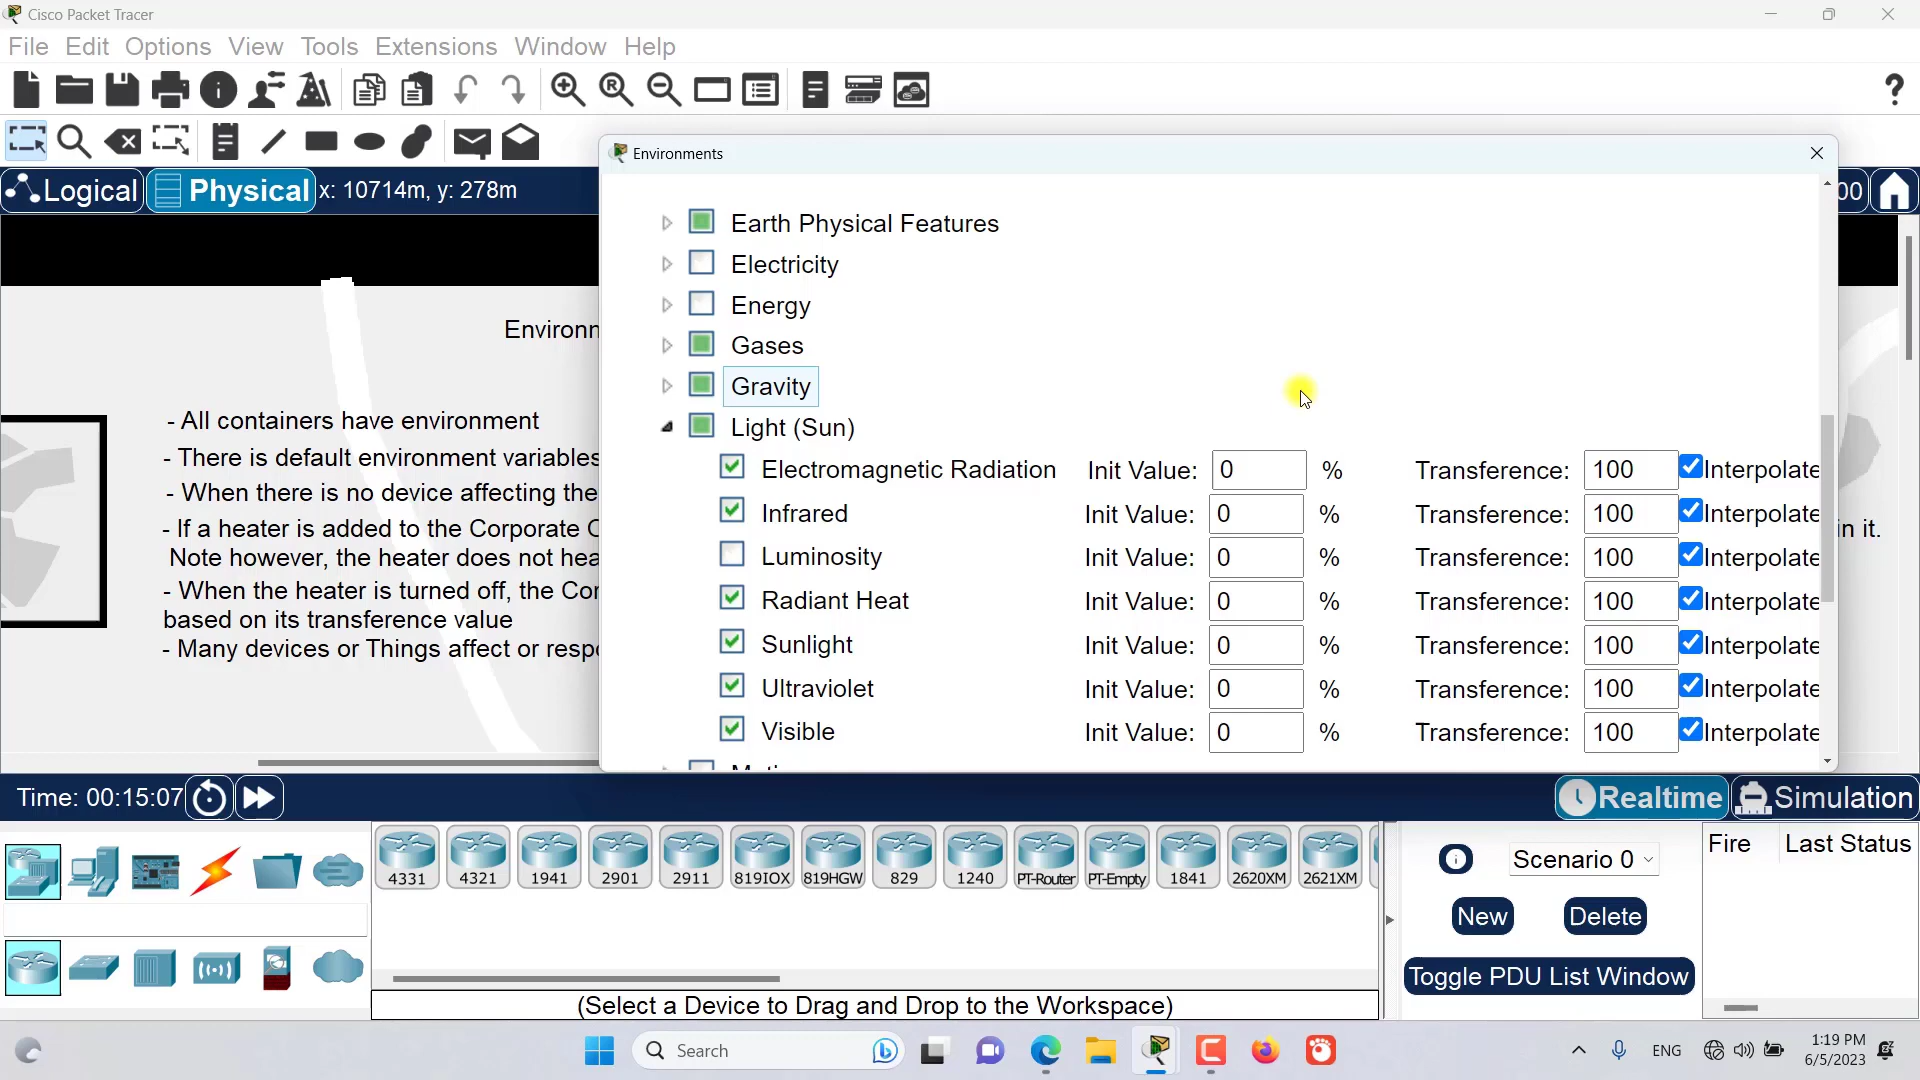 Cisco Packet Tracer
File Edit Options View Tools Extensions Window Help
Logical Physical x: 10714m, y: 278m
00
Environments
Environn
- All containers have environment
- There is default environment variables
- When there is no device affecting the
- If a heater is added to the Corporate C
in it.
Note however, the heater does not hea
- When the heater is turned off, the Cor
based on its transference value
- Many devices or Things affect or resp
Earth Physical Features
Electricity
Energy
Gases
Gravity
Light (Sun)
Electromagnetic Radiation Init Value: 0 % Transference: 100 Interpolate
Infrared Init Value: 0 % Transference: 100 Interpolate
Luminosity Init Value: 0 % Transference: 100 Interpolate
Radiant Heat Init Value: 0 % Transference: 100 Interpolate
Sunlight Init Value: 0 % Transference: 100 Interpolate
Ultraviolet Init Value: 0 % Transference: 100 Interpolate
Visible Init Value: 0 % Transference: 100 Interpolate
Time: 00:15:07
Realtime Simulation
4331 4321 1941 2901 2911 819IOX 819HGW 829 1240 PT-Router PT-Empty 1841 2620XM 2621XM
Scenario 0
New Delete
Toggle PDU List Window
Fire Last Status
(Select a Device to Drag and Drop to the Workspace)
Search
ENG
1:19 PM
6/5/2023